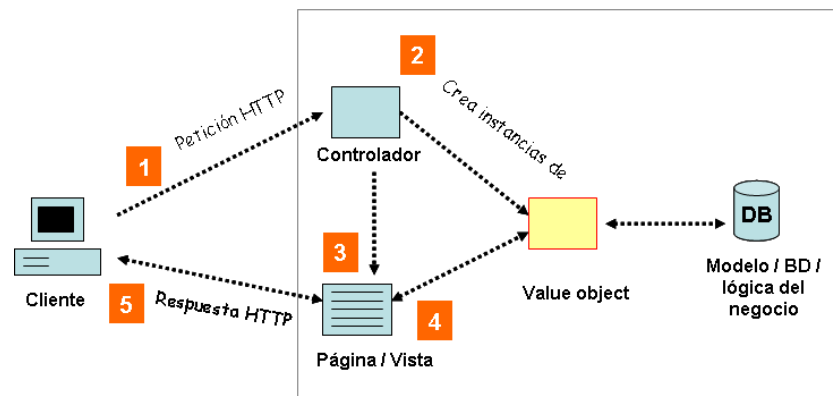 2
1
Petición HTTP
Crea instancias de
Controlador
3
DB
Cliente
5
Respuesta HTTP
4
Página / Vista
Value object
Modelo / BD /
lógica del
negocio